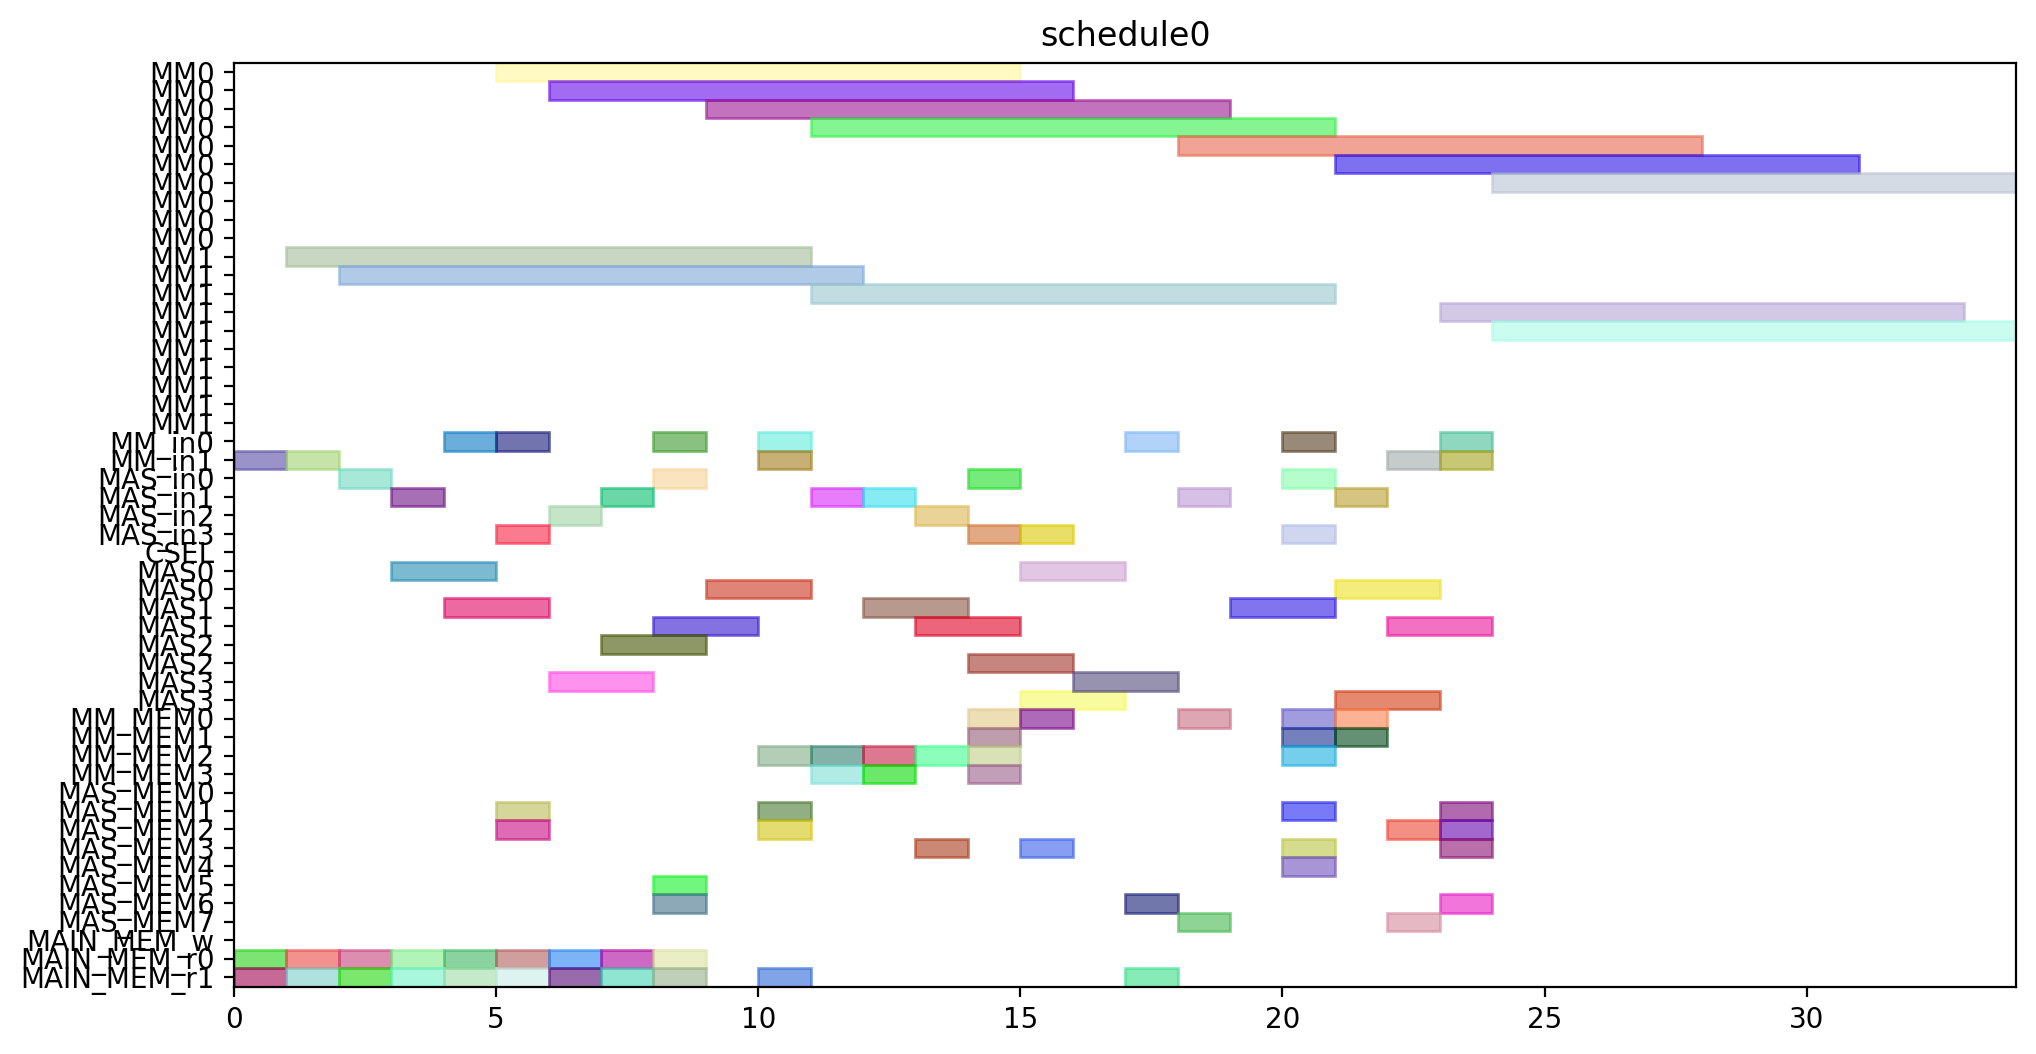 schedule0
MM0
MM0
MM0
MM0
MM0
MM0
MM0
MM0
MM0
MM0
MM1
MM1
MM1
MM1
MM1
MM1
MM1
MM1
MM1
MM1
MM_in0
MM_in1
MAS_in0
MAS_in1
MAS_in2
MAS_in3
CSEL
MAS0
MAS0
MAS1
MAS1
MAS2
MAS2
MAS3
MAS3
MM_MEM0
MM_MEM1
MM_MEM2
MM_MEM3
MAS_MEM0
MAS_MEM1
MAS_MEM2
MAS_MEM3
MAS_MEM4
MAS_MEM5
MAS_MEM6
MAS_MEM7
MAIN_MEM_w
MAIN_MEM_r0
MAIN_MEM_r1
0 5 10 15 20 25 30